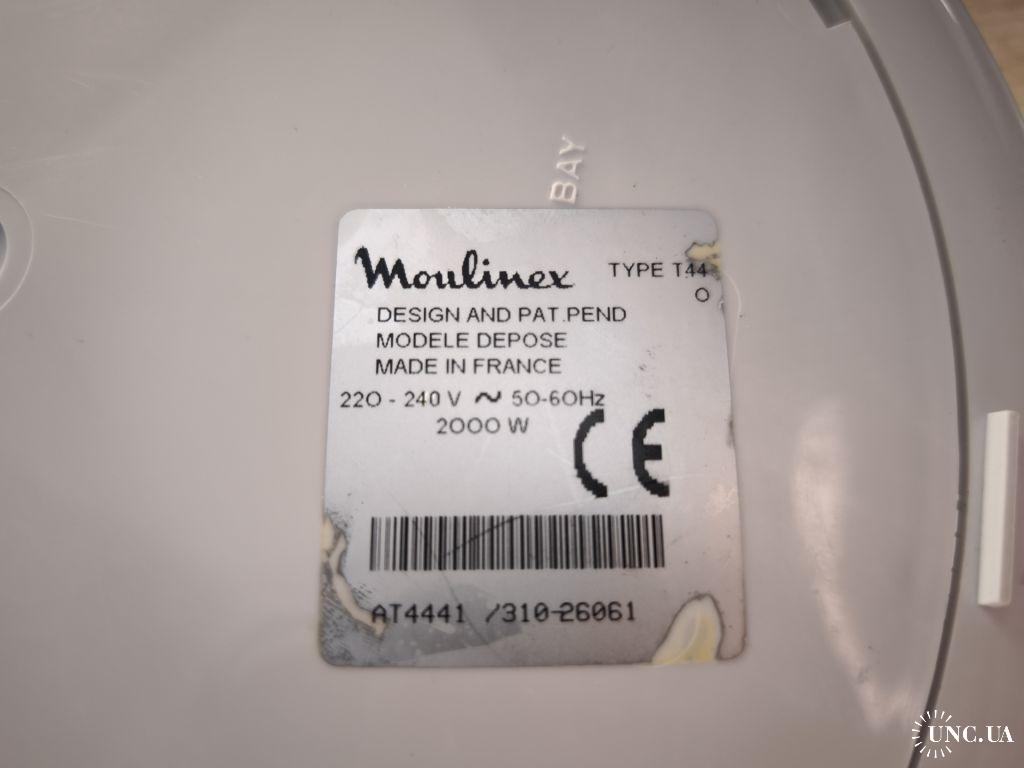 BAY
Moulinex TYPE T44
O
DESIGN AND PAT.PEND
MODELE DEPOSE
MADE IN FRANCE
220 - 240 V ~ 50-60Hz
2000 W
CE
AT4441 /310-26061
UNC.UA